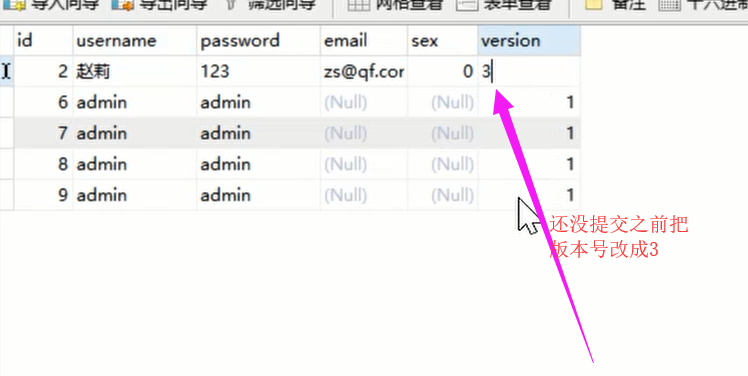 导入向导 导出向导 筛选向导 网格查看 表单查看 备注 十六进制
id username password email sex version
2 赵莉 123 zs@qf.cor 0 3
6 admin admin (Null) (Null) 1
7 admin admin (Null) (Null) 1
8 admin admin (Null) (Null) 1
9 admin admin (Null) (Null) 1
还没提交之前把
版本号改成3